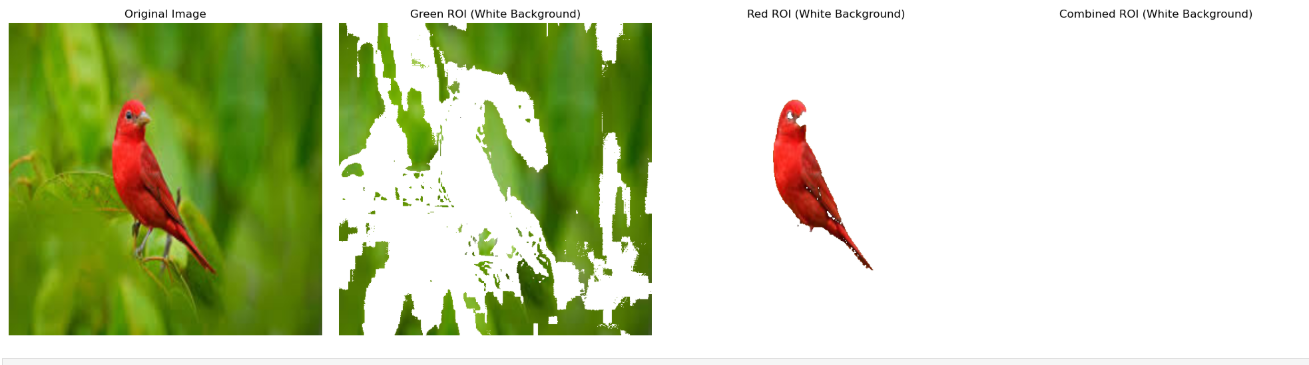 Original Image
Green ROI (White Background)
Red ROI (White Background)
Combined ROI (White Background)